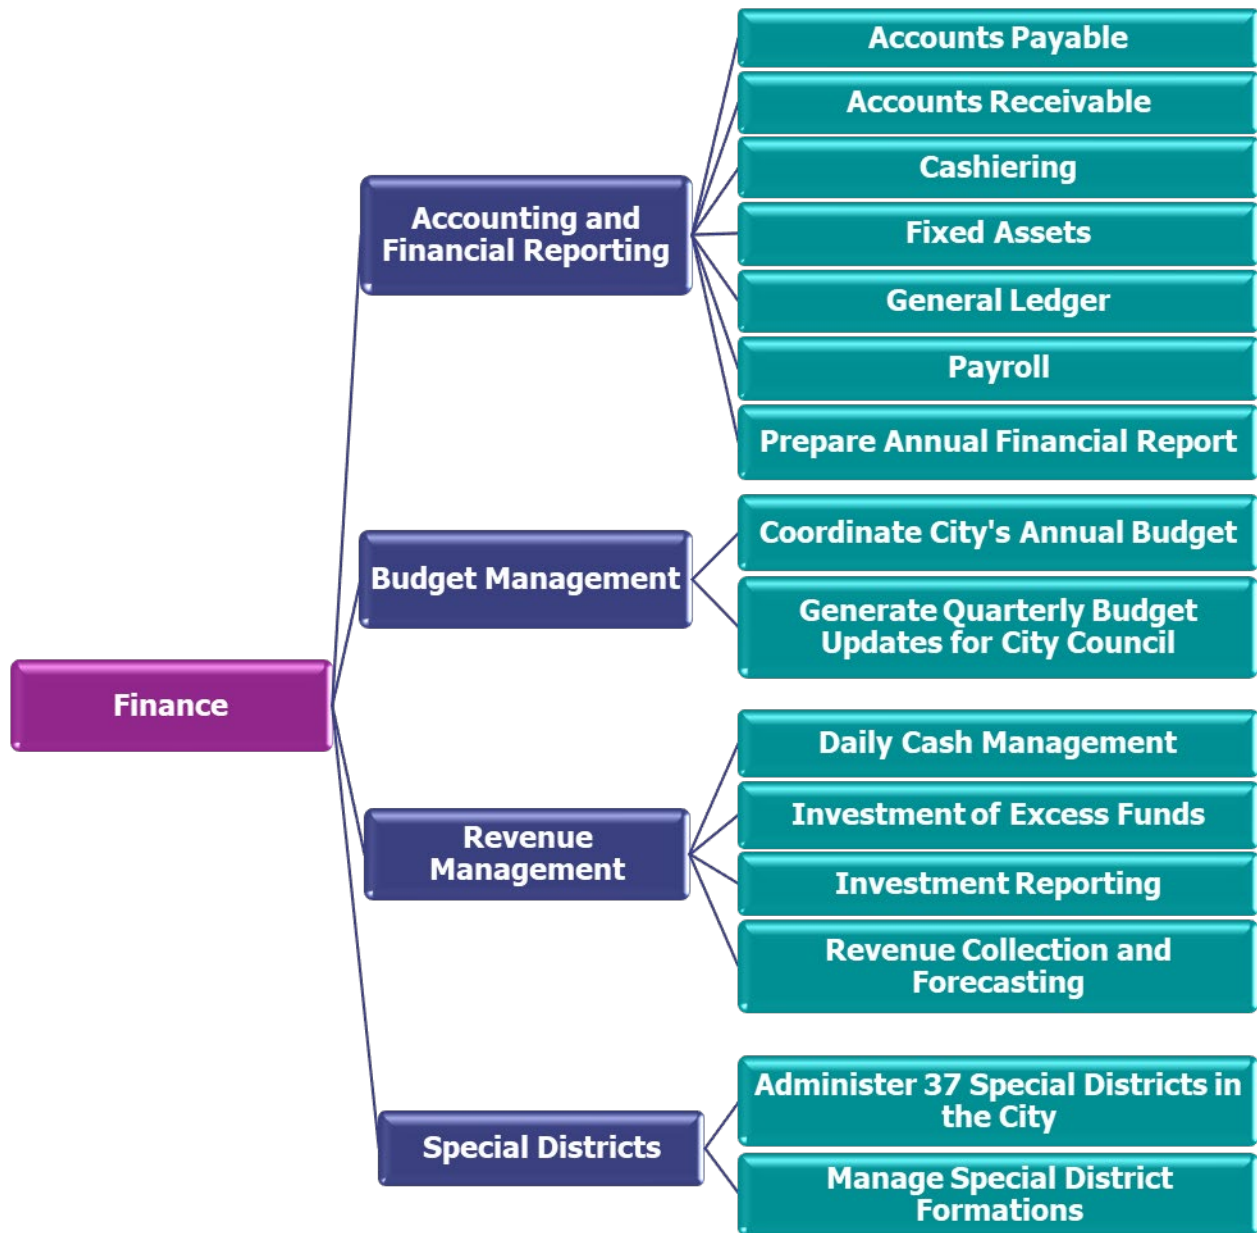 Accounts Payable
Accounts Receivable
Cashiering
Accounting and
Financial Reporting
Fixed Assets
General Ledger
Payroll
Prepare Annual Financial Report
Budget Management
Coordinate City's Annual Budget
Generate Quarterly Budget
Updates for City Council
Finance
Revenue
Management
Daily Cash Management
Investment of Excess Funds
Investment Reporting
Revenue Collection and
Forecasting
Special Districts
Administer 37 Special Districts in
the City
Manage Special District
Formations